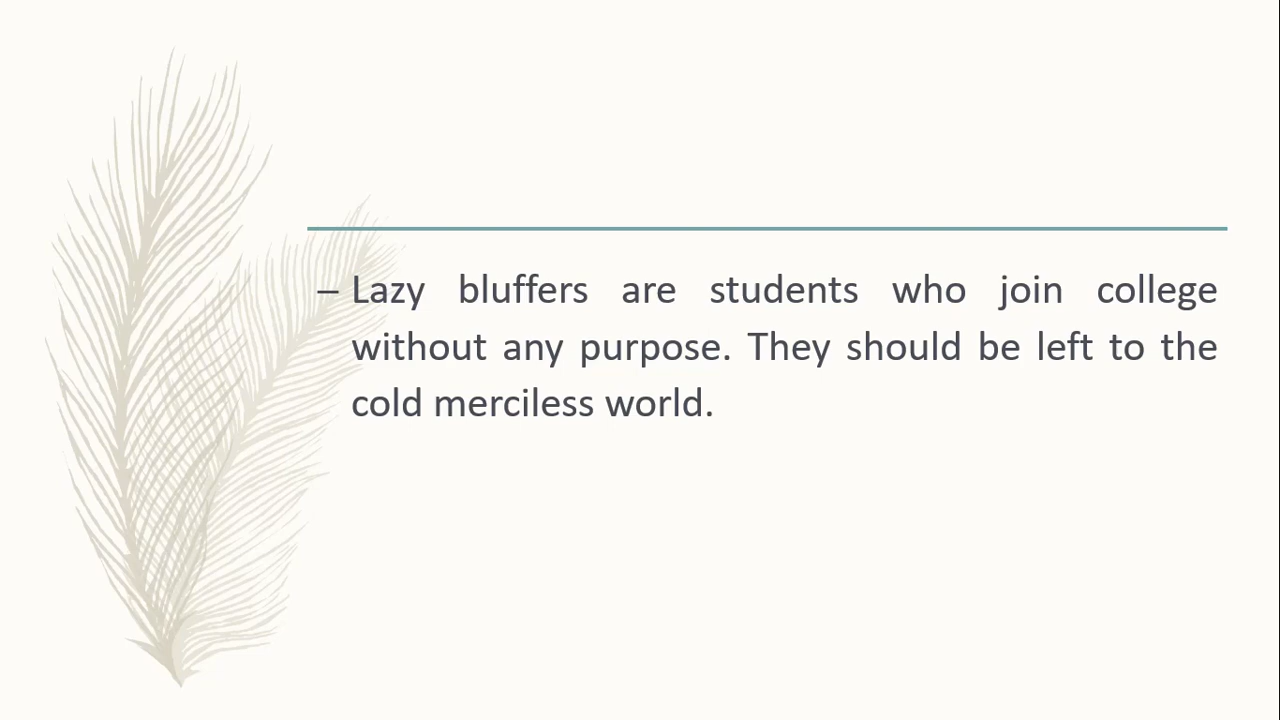 – Lazy bluffers are students who join college
without any purpose. They should be left to the
cold merciless world.